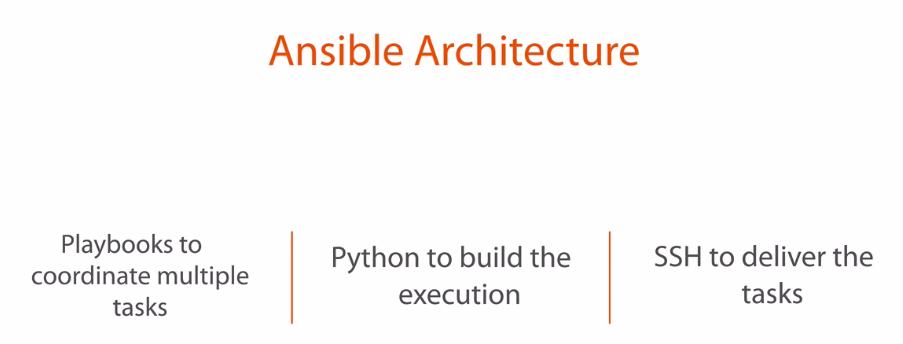 Ansible Architecture
Playbooks to
coordinate multiple
tasks
Python to build the
execution
SSH to deliver the
tasks